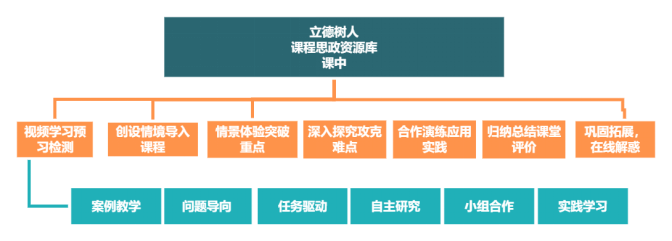 立德树人
课程思政资源库
课中
视频学习预
习检测
创设情境导入
课程
情景体验突破
重点
深入探究攻克
难点
合作演练应用
实践
归纳总结课堂
评价
巩固拓展，
在线解惑
案例教学
问题导向
任务驱动
自主研究
小组合作
实践学习